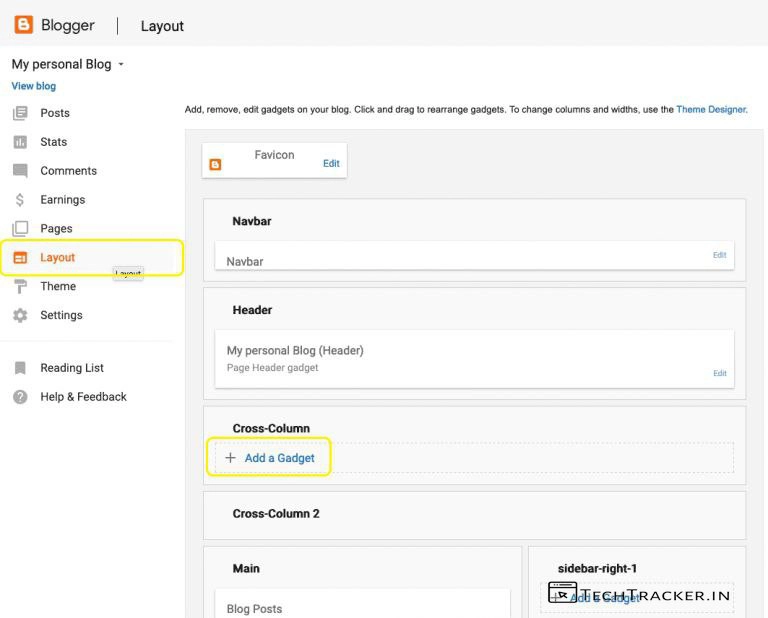 Blogger | Layout
My personal Blog
View blog
Posts
Stats
Comments
Earnings
Pages
Layout
Layout
Theme
Settings
Reading List
Help & Feedback
Add, remove, edit gadgets on your blog. Click and drag to rearrange gadgets. To change columns and widths, use the Theme Designer.
Favicon
Edit
Navbar
Navbar
Edit
Header
My personal Blog (Header)
Page Header gadget
Edit
Cross-Column
+ Add a Gadget
Cross-Column 2
Main
Blog Posts
sidebar-right-1
+ Add a Gadget
TechTracker.in